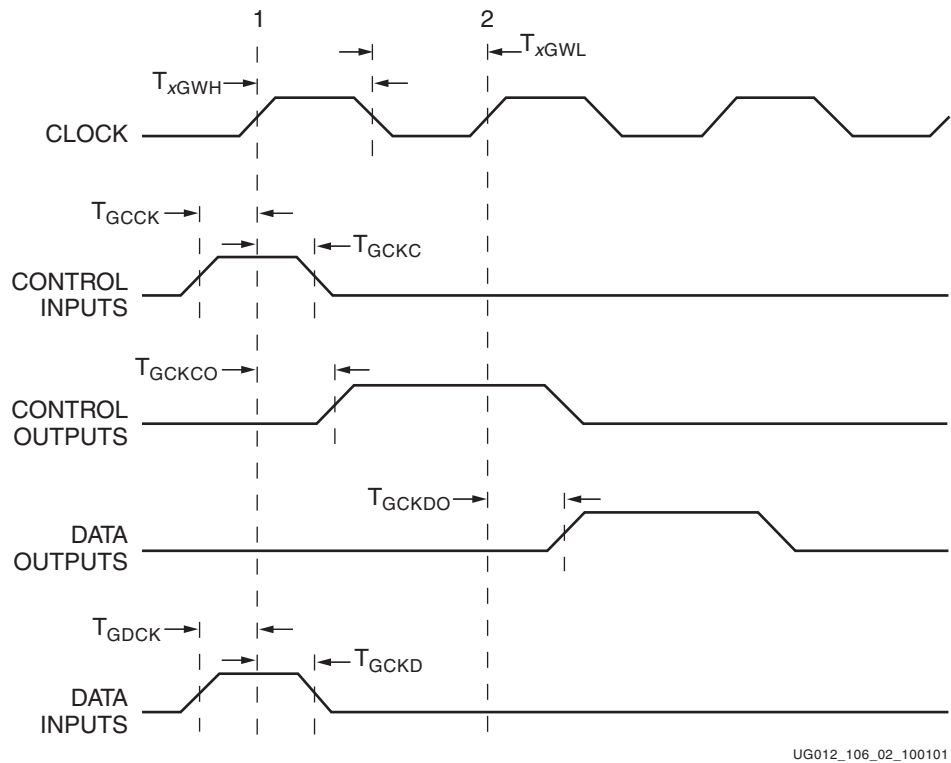 1
2
TxGWH
TxGWL
CLOCK
TGCCK
TGCKC
CONTROL
INPUTS
TGCKCO
CONTROL
OUTPUTS
TGCKDO
DATA
OUTPUTS
TGDCK
TGCKD
DATA
INPUTS
UG012_106_02_100101